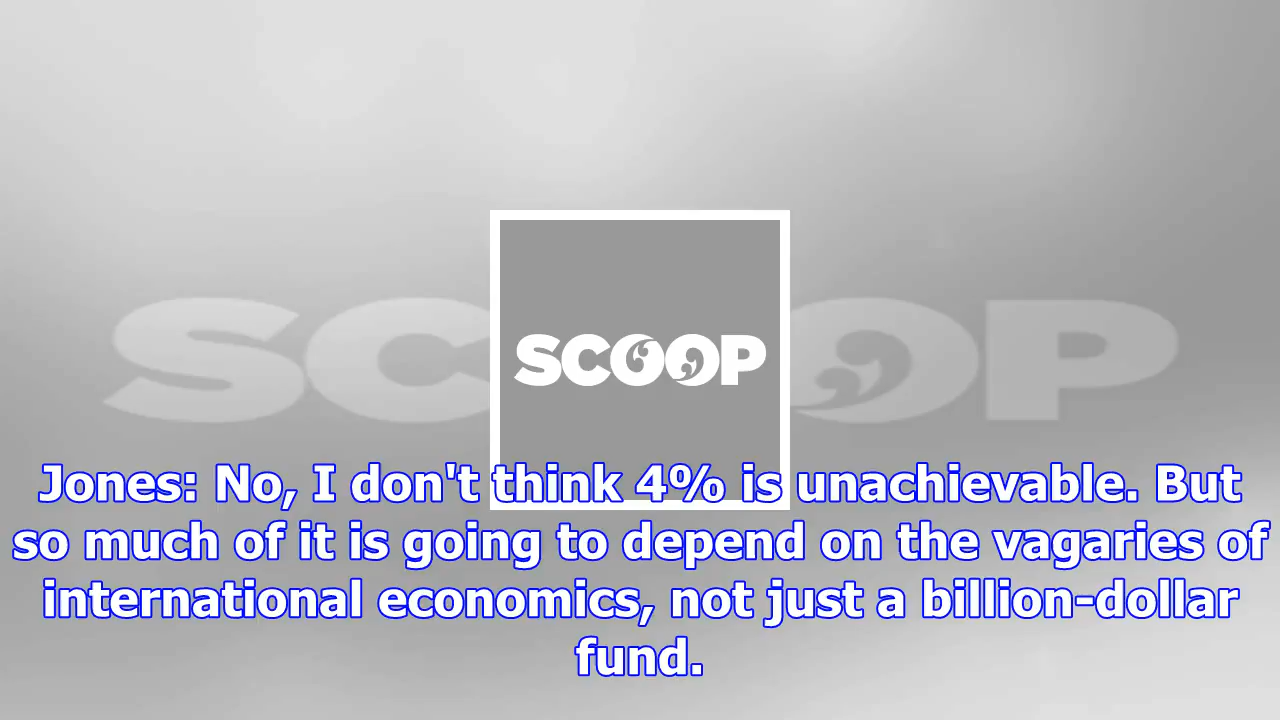 SCOOP
SCOOP
Jones: No, I don't think 4% is unachievable. But
so much of it is going to depend on the vagaries of
international economics, not just a billion-dollar
fund.